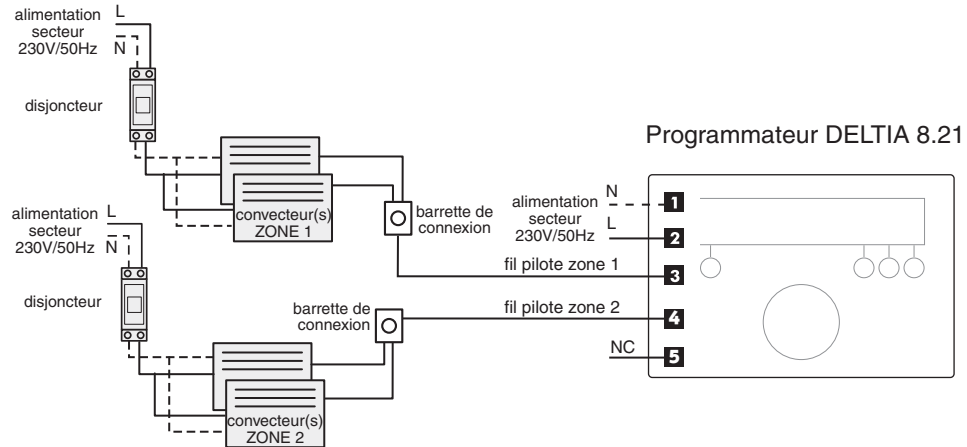 alimentation
secteur
230V/50Hz
L
N
disjoncteur
convecteur(s)
ZONE 1
barrette de
connexion
alimentation
secteur
230V/50Hz
L
N
disjoncteur
convecteur(s)
ZONE 2
barrette de
connexion
Programmateur DELTIA 8.21
alimentation
secteur
230V/50Hz
N
1
L
2
fil pilote zone 1
3
fil pilote zone 2
4
NC
5